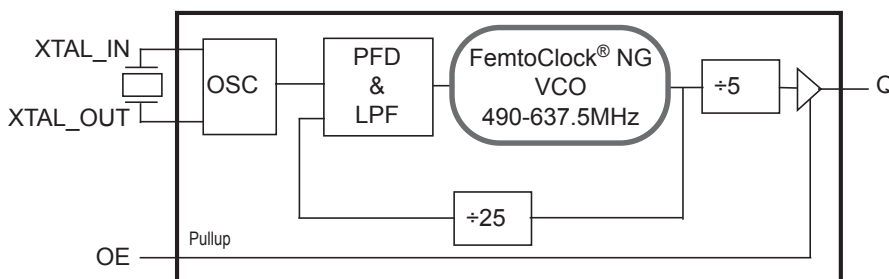 XTAL_IN
XTAL_OUT
OSC
PFD
&
LPF
FemtoClock® NG
VCO
490-637.5MHz
÷5
Q
÷25
Pullup
OE